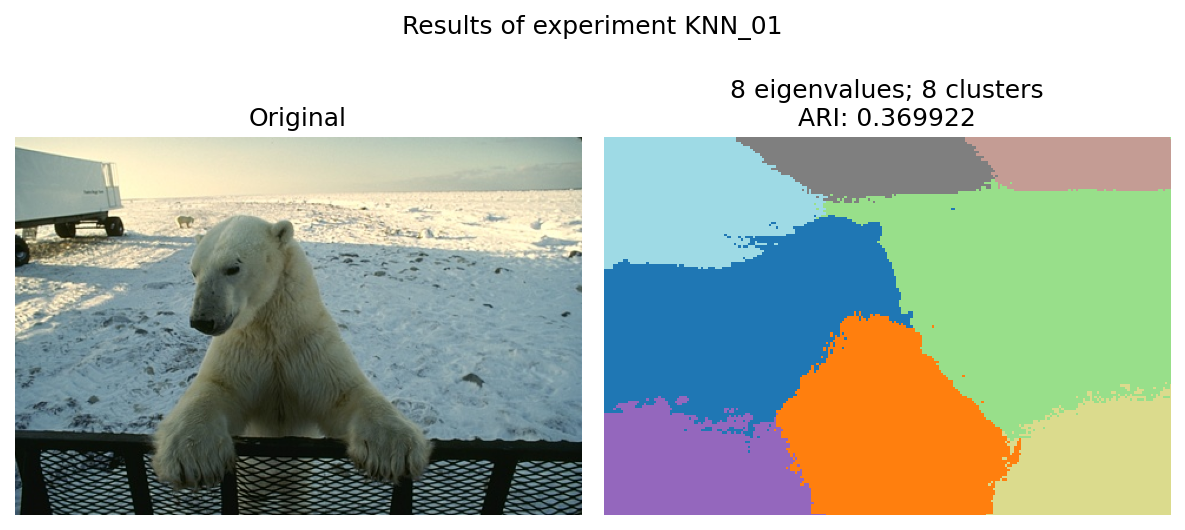 Results of experiment KNN_01
Original
8 eigenvalues; 8 clusters
ARI: 0.369922